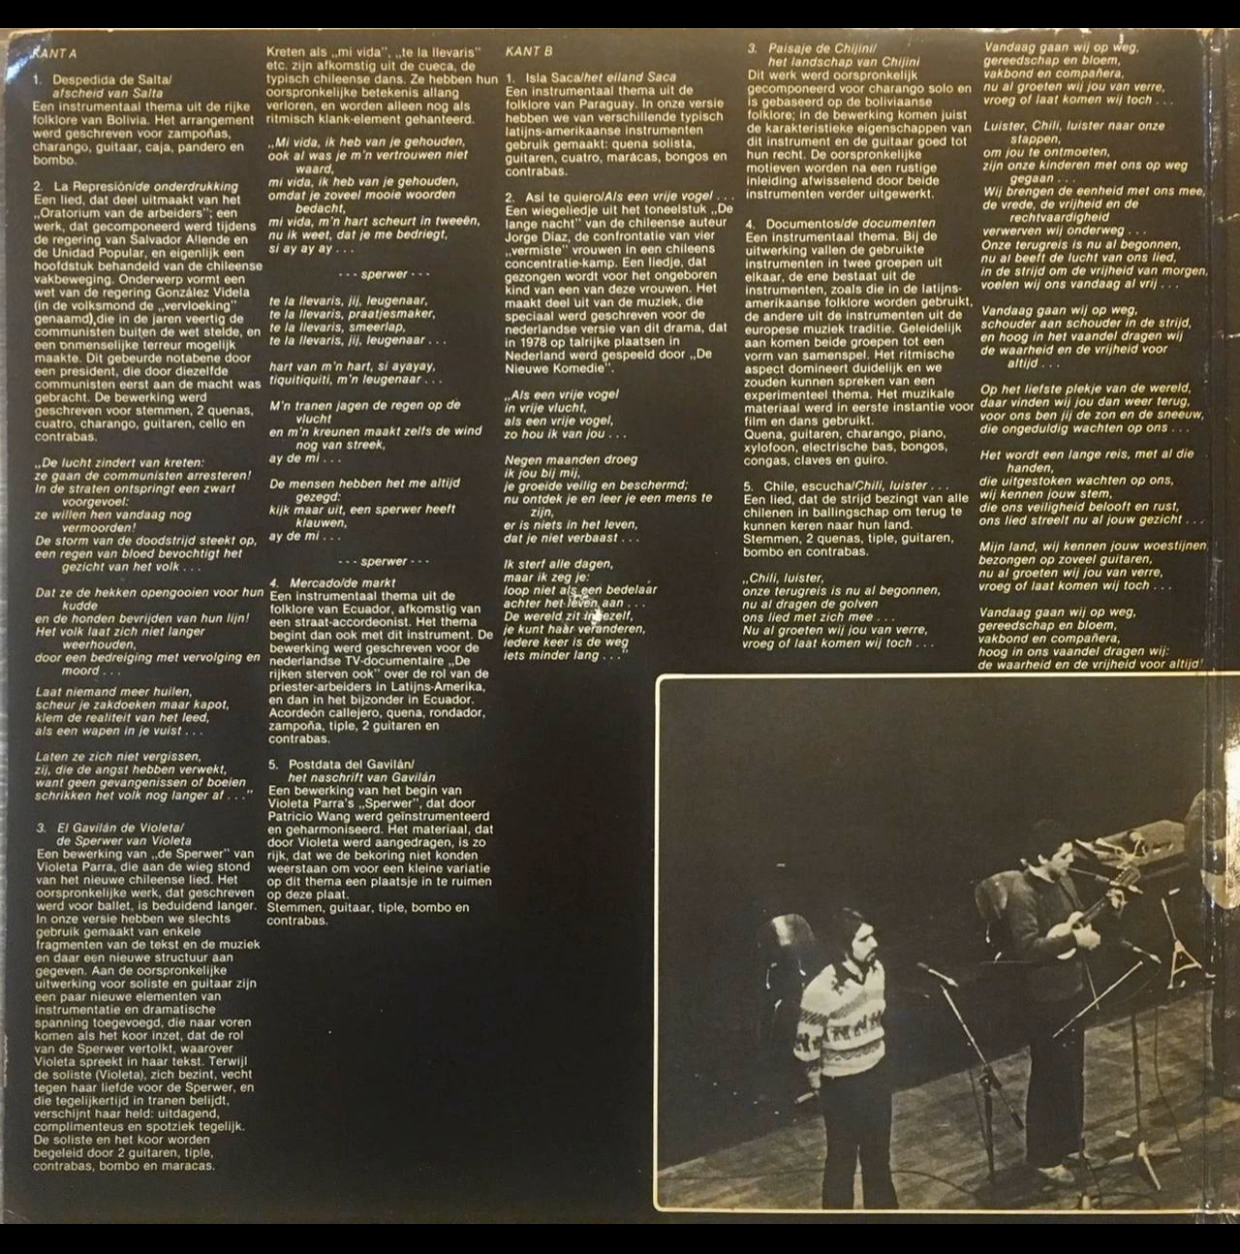 KANT A
1. Despedida de Salta/
afscheid van Salta
Een instrumentaal thema uit de rijke
folklore van Bolivia. Het arrangement
werd geschreven voor zampoñas,
charango, guitaar, caja, pandero en
bombo.
2. La Represión/de onderdrukking
Een lied, dat deel uitmaakt van het
„Oratorium van de arbeiders”; een
werk, dat gecomponeerd werd tijdens
de regering van Salvador Allende en
de Unidad Popular, en eigenlijk een
hoofdstuk behandeld van de chileense
vakbeweging. Onderwerp vormt een
wet van de regering González Videla
(in de volksmond de „vervloeking”
genaamd),die in de jaren veertig de
communisten buiten de wet stelde, en
een onmenselijke terreur mogelijk
maakte. Dit gebeurde notabene door
een president, die door diezelfde
communisten eerst aan de macht was
gebracht. De bewerking werd
geschreven voor stemmen, 2 quenas,
cuatro, charango, guitaren, cello en
contrabas.
„De lucht zindert van kreten:
ze gaan de communisten arresteren!
In de straten ontspringt een zwart
voorgevoel:
ze willen hen vandaag nog
vermoorden!
De storm van de doodstrijd steekt op,
een regen van bloed bevochtigt het
gezicht van het volk . . .
Dat ze de hekken opengooien voor hun
kudde
en de honden bevrijden van hun lijn!
Het volk laat zich niet langer
weerhouden,
door een bedreiging met vervolging en
moord . . .
Laat niemand meer huilen,
scheur je zakdoeken maar kapot,
klem de realiteit van het leed,
als een wapen in je vuist . . .
Laten ze zich niet vergissen,
zij, die de angst hebben verwekt,
want geen gevangenissen of boeien
schrikken het volk nog langer af . . .”
3. El Gavilán de Violeta/
de Sperwer van Violeta
Een bewerking van „de Sperwer” van
Violeta Parra, die aan de wieg stond
van het nieuwe chileense lied. Het
oorspronkelijke werk, dat geschreven
werd voor ballet, is beduidend langer.
In onze versie hebben we slechts
gebruik gemaakt van enkele
fragmenten van de tekst en de muziek
en daar een nieuwe structuur aan
gegeven. Aan de oorspronkelijke
uitwerking voor soliste en guitaar zijn
een paar nieuwe elementen van
instrumentatie en dramatische
spanning toegevoegd, die naar voren
komen als het koor inzet, dat de rol
van de Sperwer vertolkt, waarover
Violeta spreekt in haar tekst. Terwijl
de soliste (Violeta), zich bezint, vecht
tegen haar liefde voor de Sperwer, en
die tegelijkertijd in tranen belijdt,
verschijnt haar held: uitdagend,
complimenteus en spotziek tegelijk.
De soliste en het koor worden
begeleid door 2 guitaren, tiple,
contrabas, bombo en maracas.
Kreten als „mi vida”, „te la llevaris”
etc. zijn afkomstig uit de cueca, de
typisch chileense dans. Ze hebben hun
oorspronkelijke betekenis allang
verloren, en worden alleen nog als
ritmisch klank-element gehanteerd.
„Mi vida, ik heb van je gehouden,
ook al was je m'n vertrouwen niet
waard,
mi vida, ik heb van je gehouden,
omdat je zoveel mooie woorden
bedacht,
mi vida, m'n hart scheurt in tweeën,
nu ik weet, dat je me bedriegt,
si ay ay ay . . .
- - - sperwer - - -
te la llevaris, jij, leugenaar,
te la llevaris, praatjesmaker,
te la llevaris, smeerlap,
te la llevaris, jij, leugenaar . . .
hart van m'n hart, si ayayay,
tiquitiquiti, m'n leugenaar . . .
M'n tranen jagen de regen op de
vlucht
en m'n kreunen maakt zelfs de wind
nog van streek,
ay de mi . . .
De mensen hebben het me altijd
gezegd:
kijk maar uit, een sperwer heeft
klauwen,
ay de mi . . .
- - - sperwer - - -
4. Mercado/de markt
Een instrumentaal thema uit de
folklore van Ecuador, afkomstig van
een straat-accordeonist. Het thema
begint dan ook met dit instrument. De
bewerking werd geschreven voor de
nederlandse TV-documentaire „De
rijken sterven ook” over de rol van de
priester-arbeiders in Latijns-Amerika,
en dan in het bijzonder in Ecuador.
Acordeón callejero, quena, rondador,
zampoña, tiple, 2 guitaren en
contrabas.
5. Postdata del Gavilán/
het naschrift van Gavilán
Een bewerking van het begin van
Violeta Parra's „Sperwer”, dat door
Patricio Wang werd geïnstrumenteerd
en geharmoniseerd. Het materiaal, dat
door Violeta werd aangedragen, is zo
rijk, dat we de bekoring niet konden
weerstaan om voor een kleine variatie
op dit thema een plaatsje in te ruimen
op deze plaat.
Stemmen, guitaar, tiple, bombo en
contrabas.
KANT B
1. Isla Saca/het eiland Saca
Een instrumentaal thema uit de
folklore van Paraguay. In onze versie
hebben we van verschillende typisch
latijns-amerikaanse instrumenten
gebruik gemaakt: quena solista,
guitaren, cuatro, marácas, bongos en
contrabas.
2. Asi te quiero/Als een vrije vogel . . .
Een wiegeliedje uit het toneelstuk „De
lange nacht” van de chileense auteur
Jorge Díaz, de confrontatie van vier
„vermiste” vrouwen in een chileens
concentratie-kamp. Een liedje, dat
gezongen wordt voor het ongeboren
kind van een van deze vrouwen. Het
maakt deel uit van de muziek, die
speciaal werd geschreven voor de
nederlandse versie van dit drama, dat
in 1978 op talrijke plaatsen in
Nederland werd gespeeld door „De
Nieuwe Komedie”.
„Als een vrije vogel
in vrije vlucht,
als een vrije vogel,
zo hou ik van jou . . .
Negen maanden droeg
ik jou bij mij,
je groeide veilig en beschermd;
nu ontdek je en leer je een mens te
zijn,
er is niets in het leven,
dat je niet verbaast . . .
Ik sterf alle dagen,
maar ik zeg je:
loop niet als een bedelaar
achter het leven aan . . .
De wereld zit in jezelf,
je kunt haar veranderen,
iedere keer is de weg
iets minder lang . . .”
3. Paisaje de Chijini/
het landschap van Chijini
Dit werk werd oorspronkelijk
gecomponeerd voor charango solo en
is gebaseerd op de boliviaanse
folklore; in de bewerking komen juist
de karakteristieke eigenschappen van
dit instrument en de guitaar goed tot
hun recht. De oorspronkelijke
motieven worden na een rustige
inleiding afwisselend door beide
instrumenten verder uitgewerkt.
4. Documentos/de documenten
Een instrumentaal thema. Bij de
uitwerking vallen de gebruikte
instrumenten in twee groepen uit
elkaar, de ene bestaat uit de
instrumenten, zoals die in de latijns-
amerikaanse folklore worden gebruikt,
de andere uit de instrumenten uit de
europese muziek traditie. Geleidelijk
aan komen beide groepen tot een
vorm van samenspel. Het ritmische
aspect domineert duidelijk en we
zouden kunnen spreken van een
experimenteel thema. Het muzikale
materiaal werd in eerste instantie voor
film en dans gebruikt.
Quena, guitaren, charango, piano,
xylofoon, electrische bas, bongos,
congas, claves en guiro.
5. Chile, escucha/Chili, luister . . .
Een lied, dat de strijd bezingt van alle
chilenen in ballingschap om terug te
kunnen keren naar hun land.
Stemmen, 2 quenas, tiple, guitaren,
bombo en contrabas.
„Chili, luister,
onze terugreis is nu al begonnen,
nu al dragen de golven
ons lied met zich mee . . .
Nu al groeten wij jou van verre,
vroeg of laat komen wij toch . . .
Vandaag gaan wij op weg,
gereedschap en bloem,
vakbond en compañera,
nu al groeten wij jou van verre,
vroeg of laat komen wij toch . . .
Luister, Chili, luister naar onze
stappen,
om jou te ontmoeten,
zijn onze kinderen met ons op weg
gegaan . . .
Wij brengen de eenheid met ons mee,
de vrede, de vrijheid en de
rechtvaardigheid
verwerven wij onderweg . . .
Onze terugreis is nu al begonnen,
nu al beeft de lucht van ons lied,
in de strijd om de vrijheid van morgen,
voelen wij ons vandaag al vrij . . .
Vandaag gaan wij op weg,
schouder aan schouder in de strijd,
en hoog in het vaandel dragen wij
de waarheid en de vrijheid voor
altijd . . .
Op het liefste plekje van de wereld,
daar vinden wij jou dan weer terug,
voor ons ben jij de zon en de sneeuw,
die ongeduldig wachten op ons . . .
Het wordt een lange reis, met al die
handen,
die uitgestoken wachten op ons,
wij kennen jouw stem,
die ons veiligheid belooft en rust,
ons lied streelt nu al jouw gezicht . . .
Mijn land, wij kennen jouw woestijnen
bezongen op zoveel guitaren,
nu al groeten wij jou van verre,
vroeg of laat komen wij toch . . .
Vandaag gaan wij op weg,
gereedschap en bloem,
vakbond en compañera,
hoog in ons vaandel dragen wij:
de waarheid en de vrijheid voor altijd!